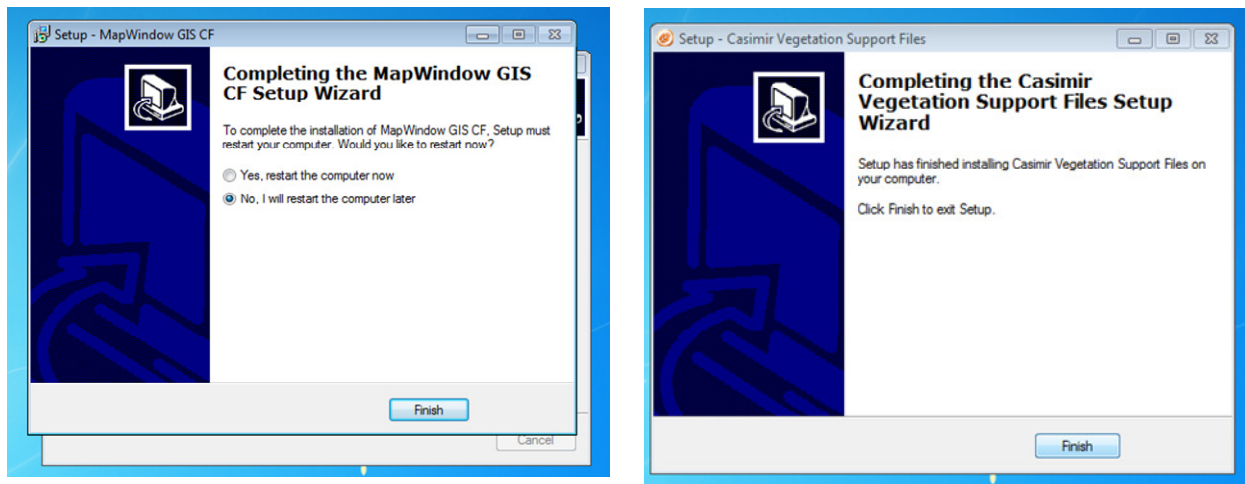 Setup - MapWindow GIS CF
Completing the MapWindow GIS
CF Setup Wizard
To complete the installation of MapWindow GIS CF, Setup must
restart your computer. Would you like to restart now?
Yes, restart the computer now
No, I will restart the computer later
Finish
Cancel
Setup - Casimir Vegetation Support Files
Completing the Casimir
Vegetation Support Files Setup
Wizard
Setup has finished installing Casimir Vegetation Support Files on
your computer.
Click Finish to exit Setup.
Finish